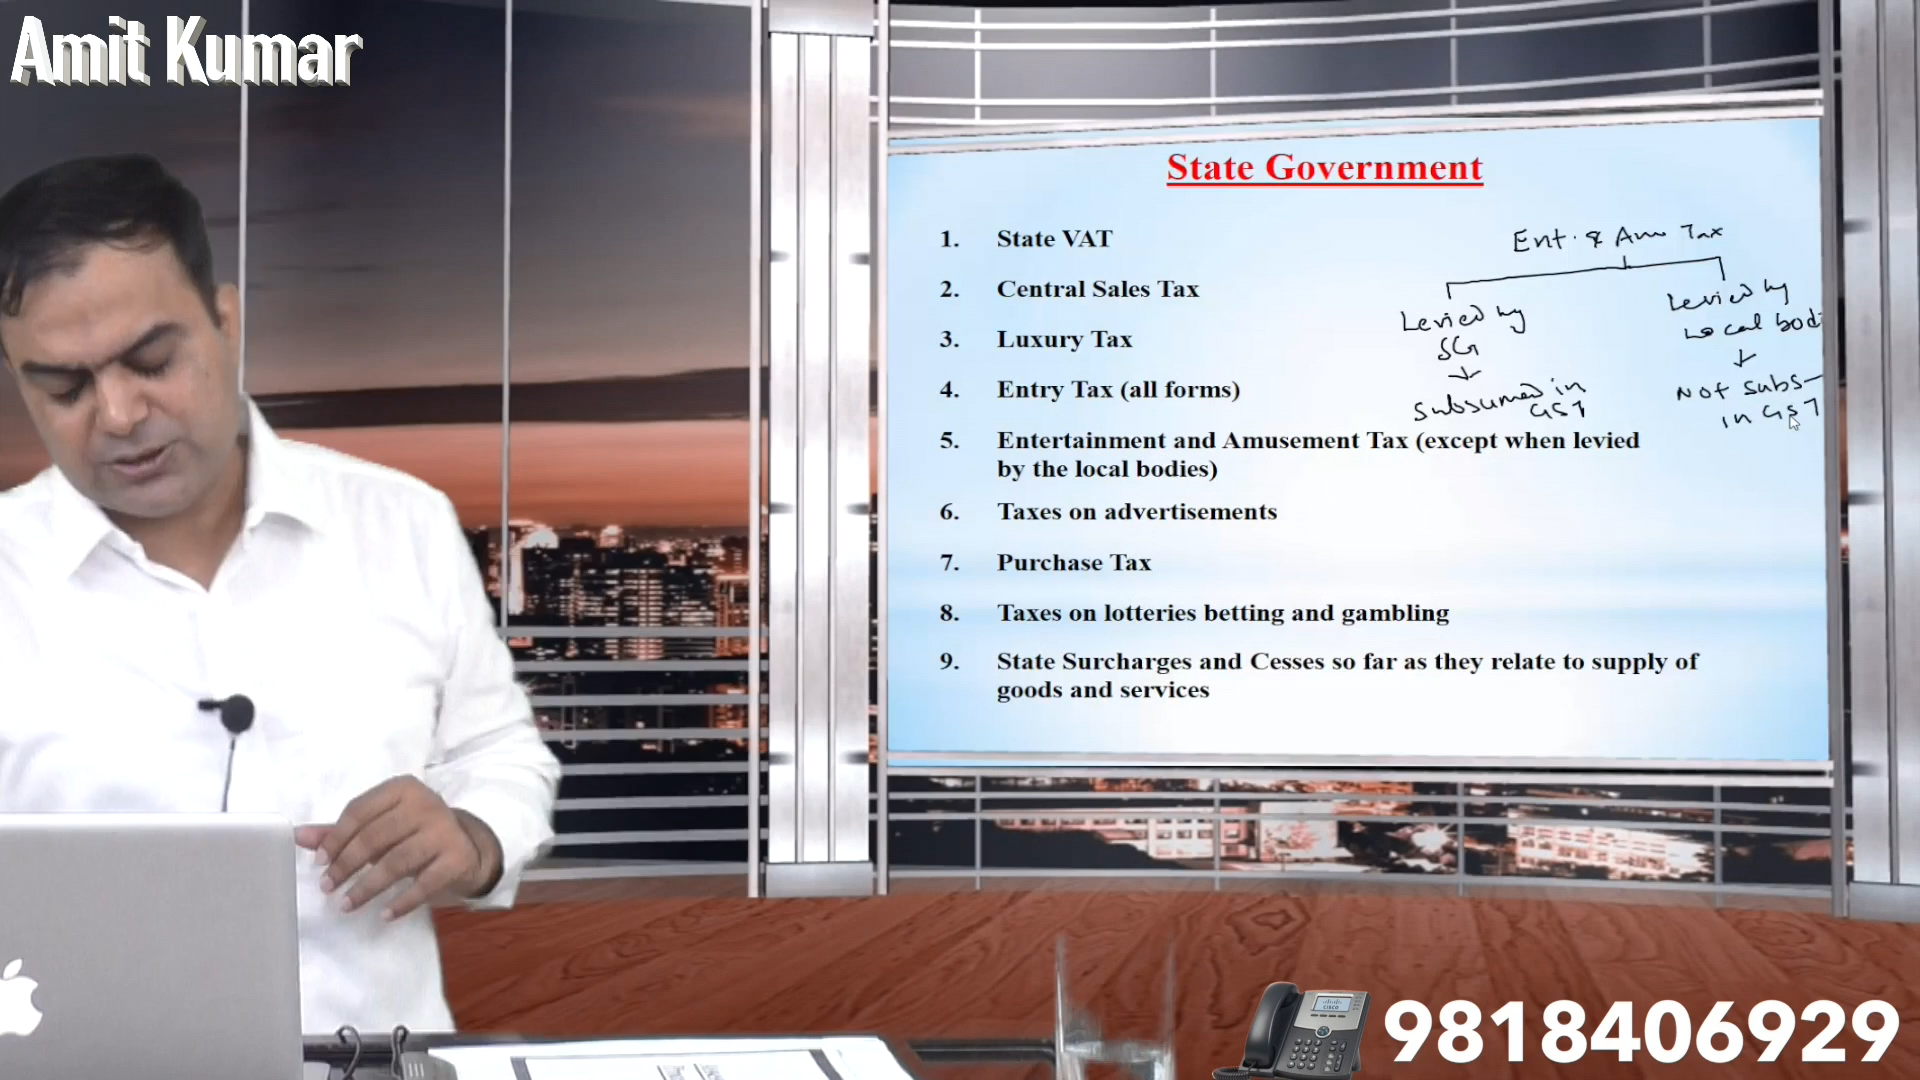 Amit Kumar
State Government
1. State VAT
2. Central Sales Tax
3. Luxury Tax
4. Entry Tax (all forms)
5. Entertainment and Amusement Tax (except when levied
by the local bodies)
6. Taxes on advertisements
7. Purchase Tax
8. Taxes on lotteries betting and gambling
9. State Surcharges and Cesses so far as they relate to supply of
goods and services
Ent. & Am Tax
Levied by
SG
Subsumed in
GST
Levied by
Local bodi
Not Subs-
in GST
CISCO
9818406929